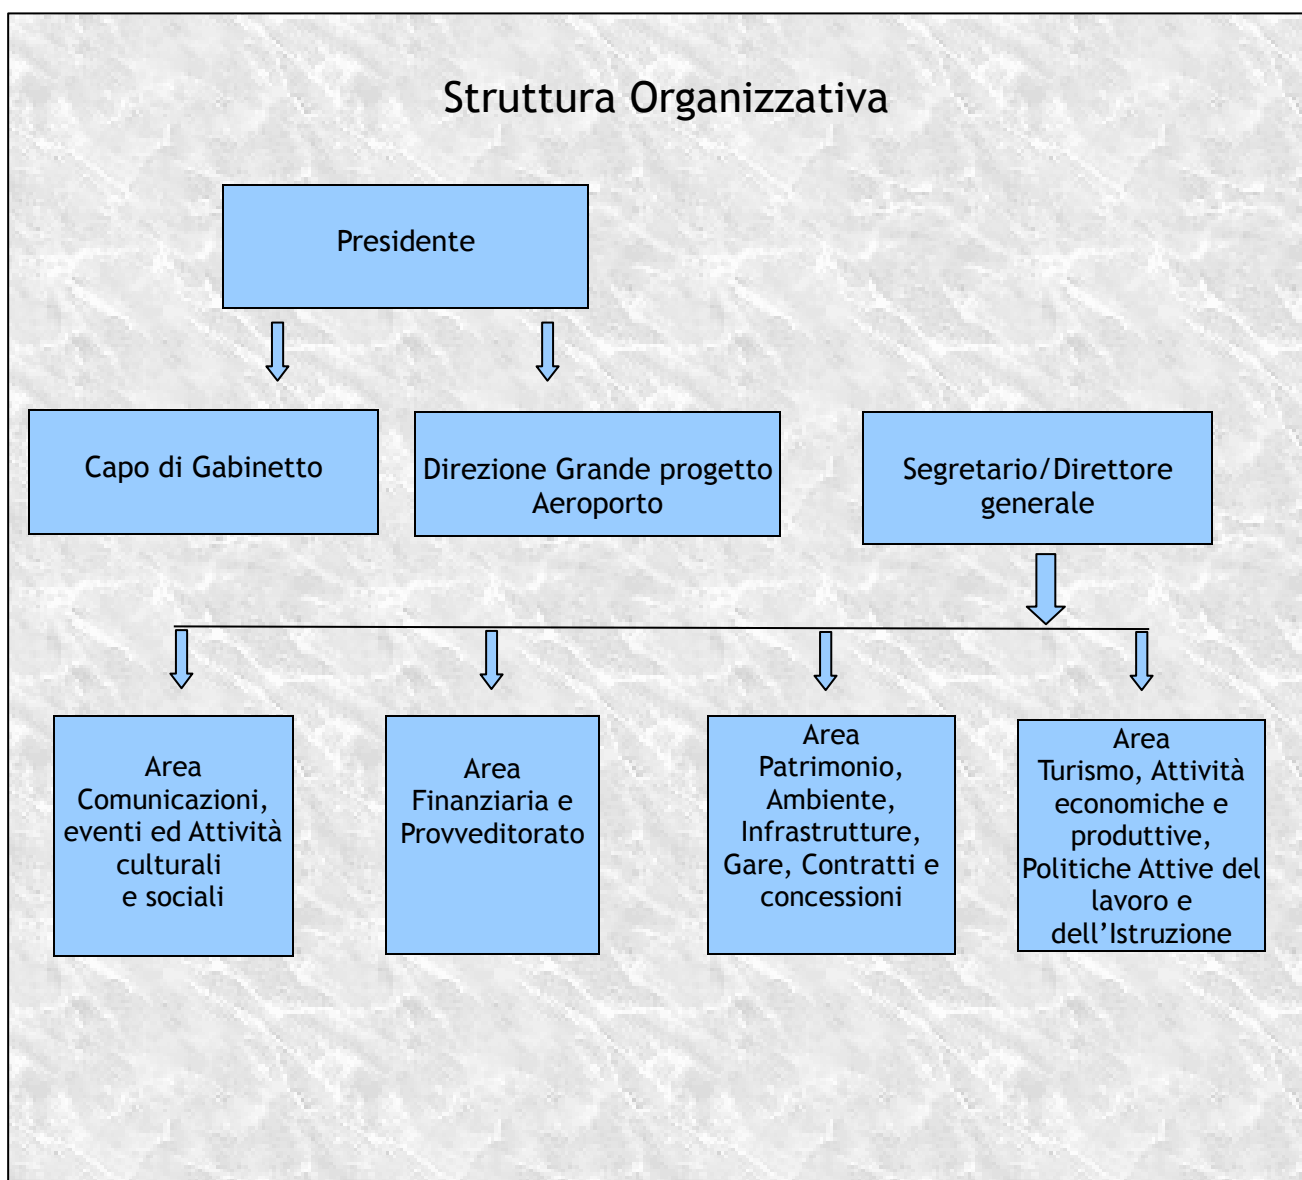 Struttura Organizzativa
Presidente
Capo di Gabinetto
Direzione Grande progetto
Aeroporto
Segretario/Direttore
generale
Area
Comunicazioni,
eventi ed Attività
culturali
e sociali
Area
Finanziaria e
Provveditorato
Area
Patrimonio,
Ambiente,
Infrastrutture,
Gare, Contratti e
concessioni
Area
Turismo, Attività
economiche e
produttive,
Politiche Attive del
lavoro e
dell’Istruzione